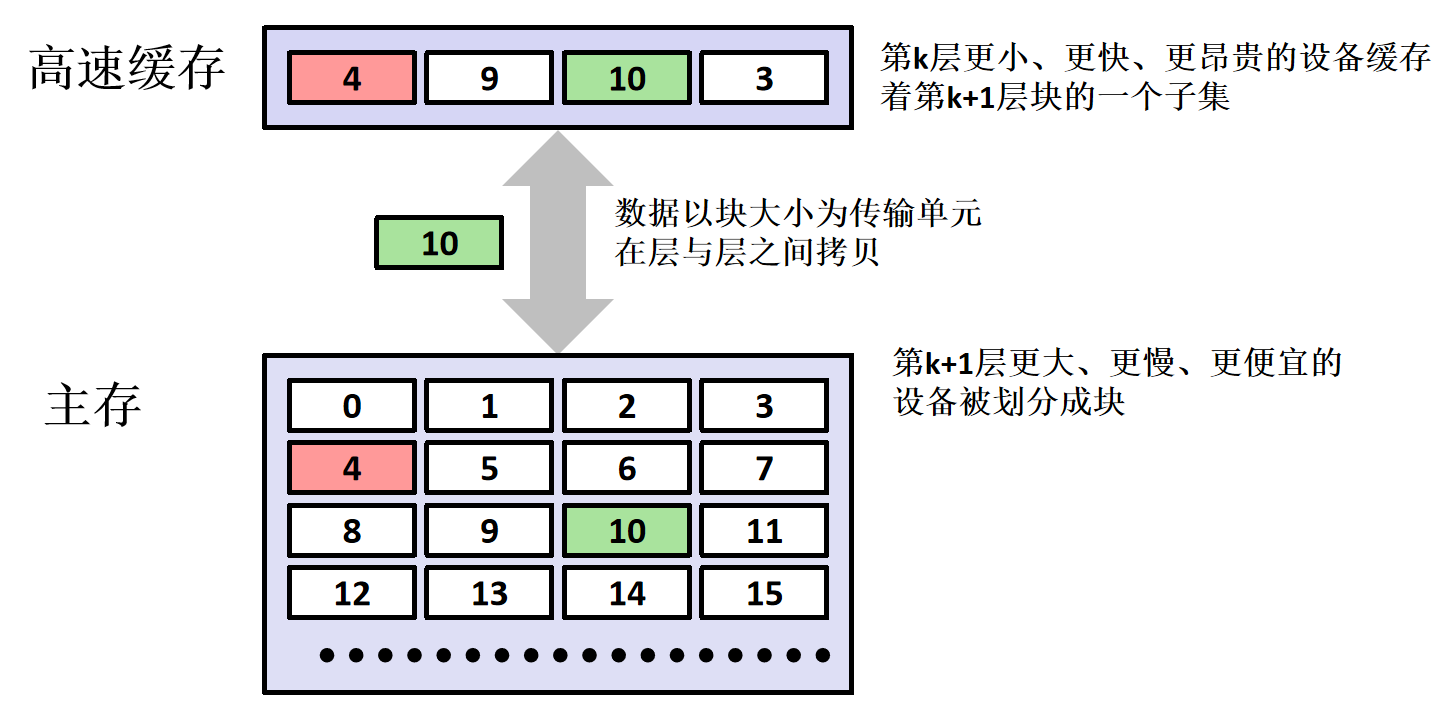 高速缓存
4 9 10 3
第k层更小、更快、更昂贵的设备缓存
着第k+1层块的一个子集
10
数据以块大小为传输单元
在层与层之间拷贝
主存
0 1 2 3
4 5 6 7
8 9 10 11
12 13 14 15
第k+1层更大、更慢、更便宜的
设备被划分成块